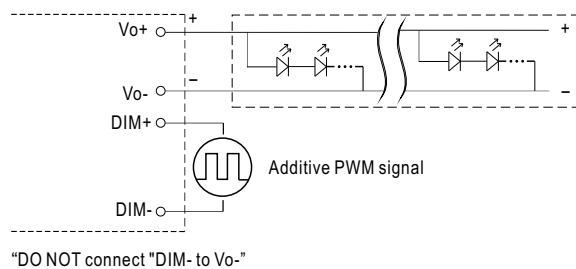 Vo+ + +
Vo- – –
DIM+
Additive PWM signal
DIM-
“DO NOT connect "DIM- to Vo-”